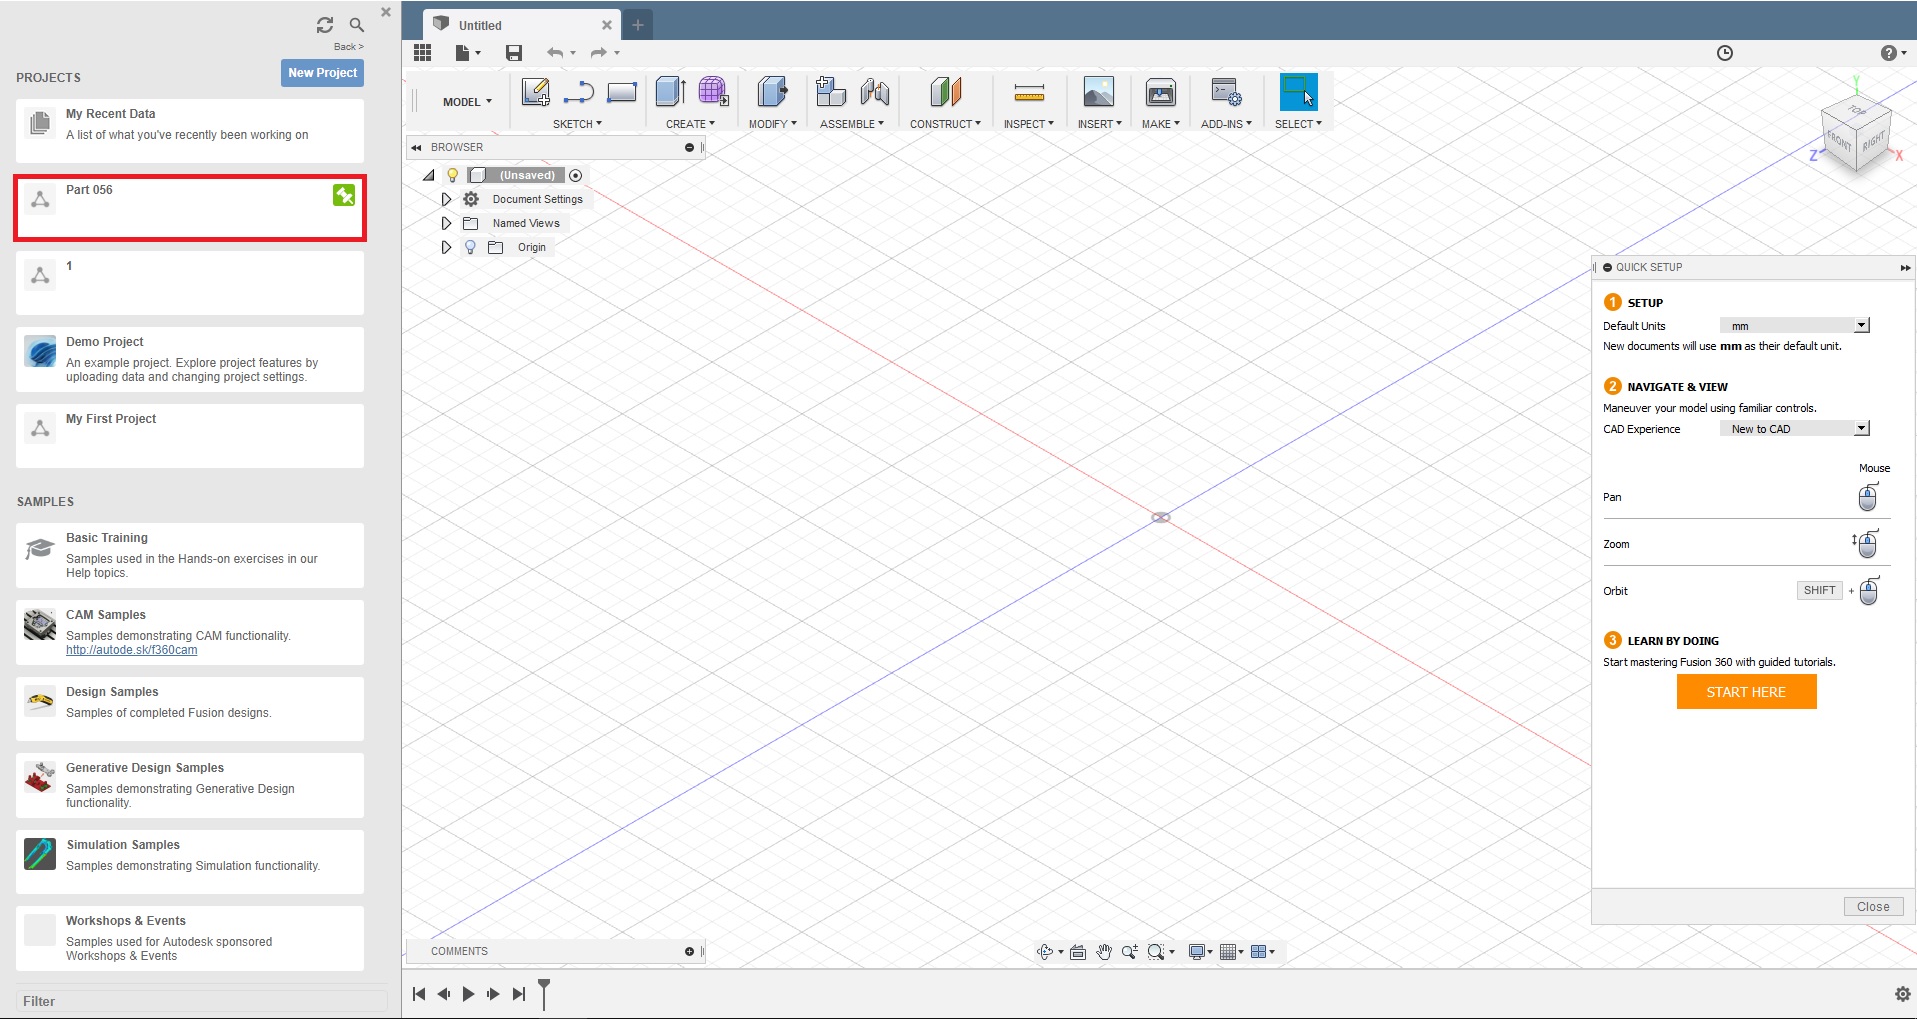 Back >
PROJECTS
New Project
My Recent Data
A list of what you've recently been working on
Part 056
1
Demo Project
An example project. Explore project features by
uploading data and changing project settings.
My First Project
SAMPLES
Basic Training
Samples used in the Hands-on exercises in our
Help topics.
CAM Samples
Samples demonstrating CAM functionality.
http://autode.sk/f360cam
Design Samples
Samples of completed Fusion designs.
Generative Design Samples
Samples demonstrating Generative Design
functionality.
Simulation Samples
Samples demonstrating Simulation functionality.
Workshops & Events
Samples used for Autodesk sponsored
Workshops & Events
Filter
Untitled
MODEL
SKETCH
CREATE
MODIFY
ASSEMBLE
CONSTRUCT
INSPECT
INSERT
MAKE
ADD-INS
SELECT
BROWSER
(Unsaved)
Document Settings
Named Views
Origin
Y
TOP
FRONT
RIGHT
Z
X
QUICK SETUP
1 SETUP
Default Units mm
New documents will use mm as their default unit.
2 NAVIGATE & VIEW
Maneuver your model using familiar controls.
CAD Experience New to CAD
Mouse
Pan
Zoom
Orbit SHIFT +
3 LEARN BY DOING
Start mastering Fusion 360 with guided tutorials.
START HERE
Close
COMMENTS